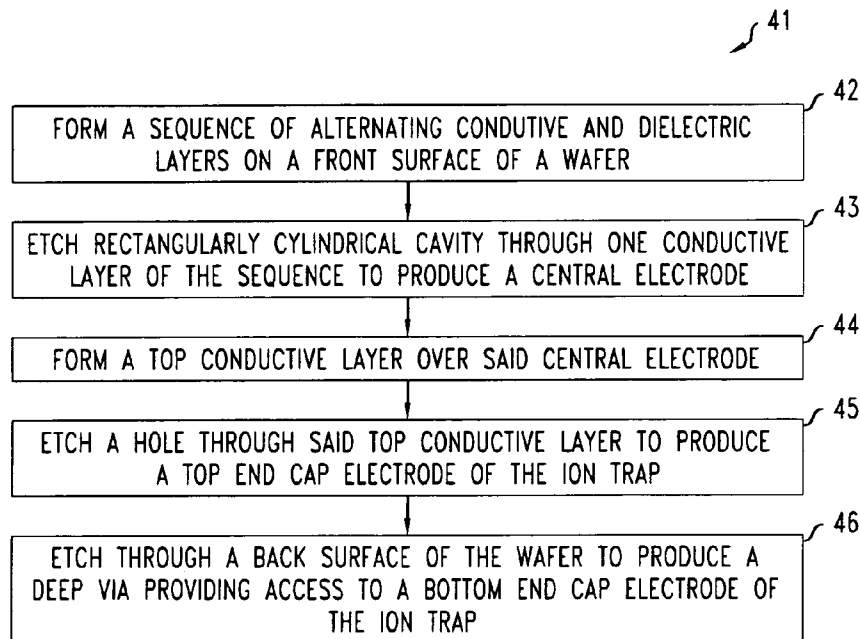 41
42
FORM A SEQUENCE OF ALTERNATING CONDUTIVE AND DIELECTRIC
LAYERS ON A FRONT SURFACE OF A WAFER
43
ETCH RECTANGULARLY CYLINDRICAL CAVITY THROUGH ONE CONDUCTIVE
LAYER OF THE SEQUENCE TO PRODUCE A CENTRAL ELECTRODE
44
FORM A TOP CONDUCTIVE LAYER OVER SAID CENTRAL ELECTRODE
45
ETCH A HOLE THROUGH SAID TOP CONDUCTIVE LAYER TO PRODUCE
A TOP END CAP ELECTRODE OF THE ION TRAP
46
ETCH THROUGH A BACK SURFACE OF THE WAFER TO PRODUCE A
DEEP VIA PROVIDING ACCESS TO A BOTTOM END CAP ELECTRODE OF
THE ION TRAP